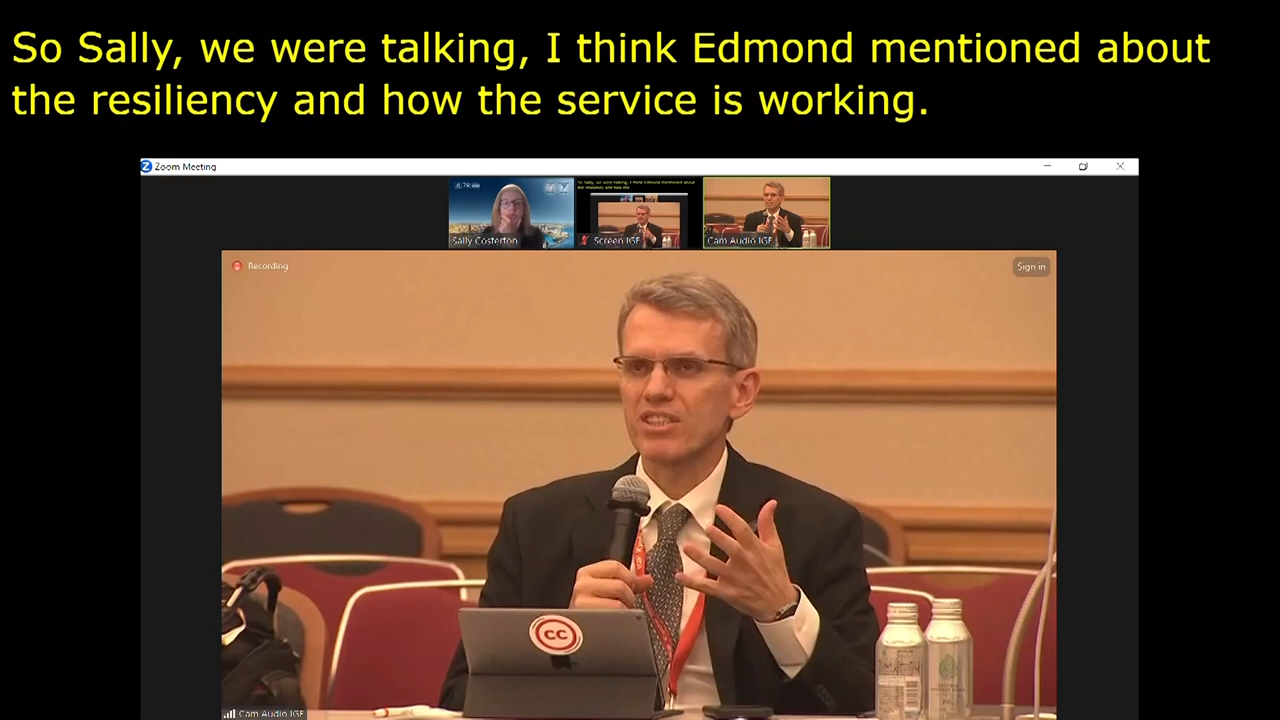 So Sally, we were talking, I think Edmond mentioned about
the resiliency and how the service is working.
Zoom Meeting
Sally Costerton
Screen IGF
Cam Audio IGF
Recording
Sign in
cc
Cam Audio IGF